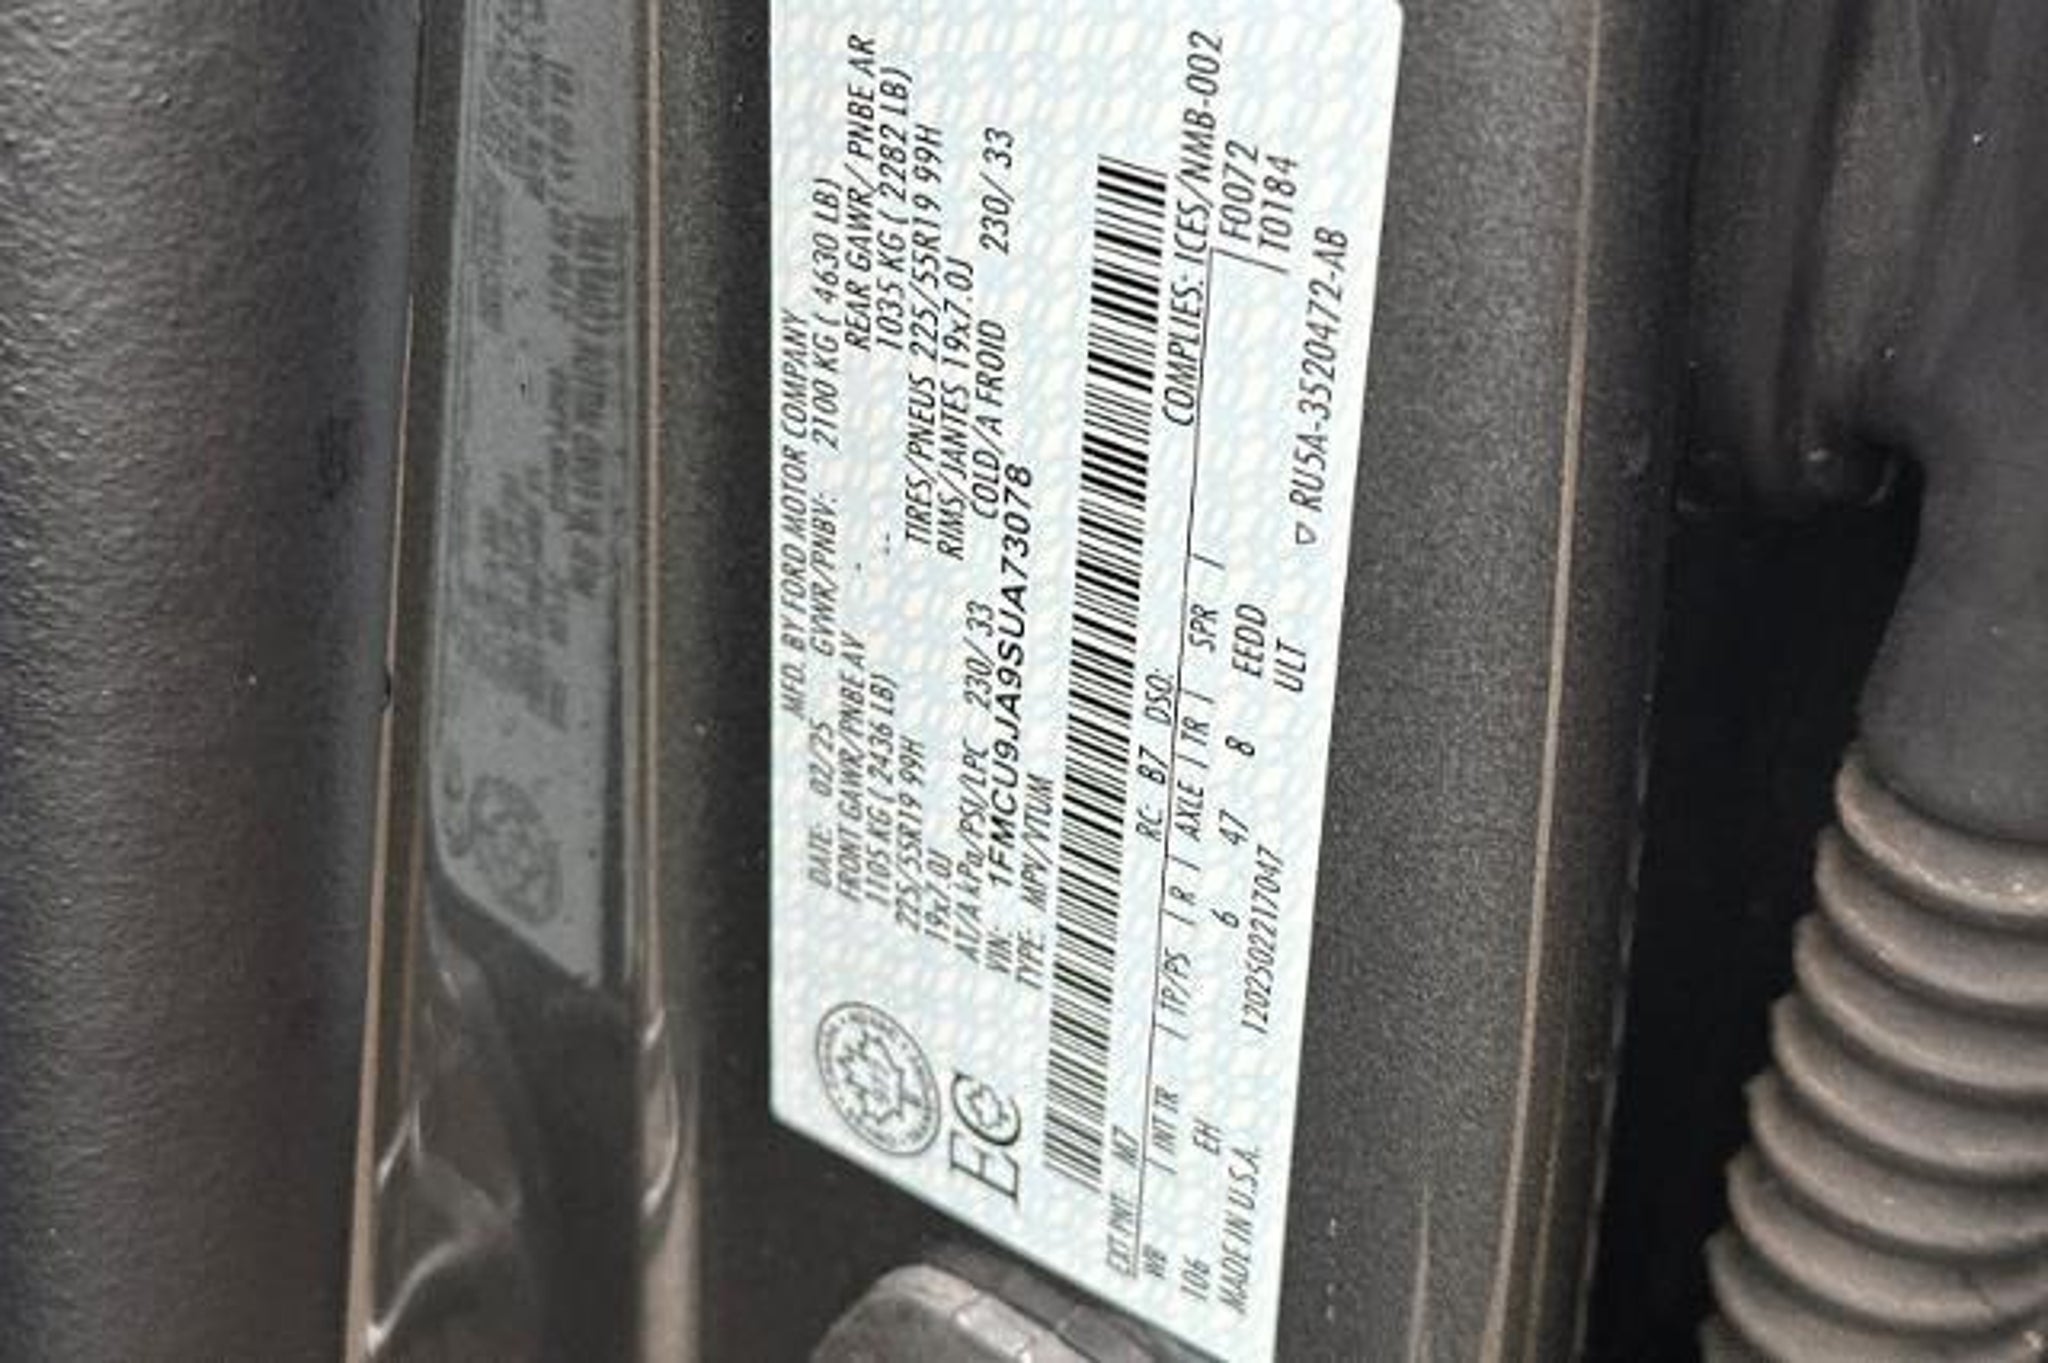 MFD. BY FORD MOTOR COMPANY
DATE: 02/25 GVWR/PNBV: 2100 KG ( 4630 LB)
FRONT GAWR/PNBE AV REAR GAWR/ PNBE AR
1105 KG ( 2436 LB) 1035 KG ( 2282 LB)
225/55R19 99H TIRES/PNEUS 225/55R19 99H
19x7.0J RIMS/JANTES 19x7.0J
AT/A kPa/PSI/LPC 230/ 33 COLD/A FROID 230/ 33
VIN: 1FMCU9JA9SUA73078
TYPE: MPV/VTUM
EC
EXT PNT: M7 RC: B7 DSO: COMPLIES: ICES/NMB-002
WB | INT TR | TP/PS | R | AXLE | TR | SPR | F0072
106 EH 6 47 8 EEDD T0184
MADE IN U.S.A. 1202502217047 ULT
▽ RU5A-3520472-AB